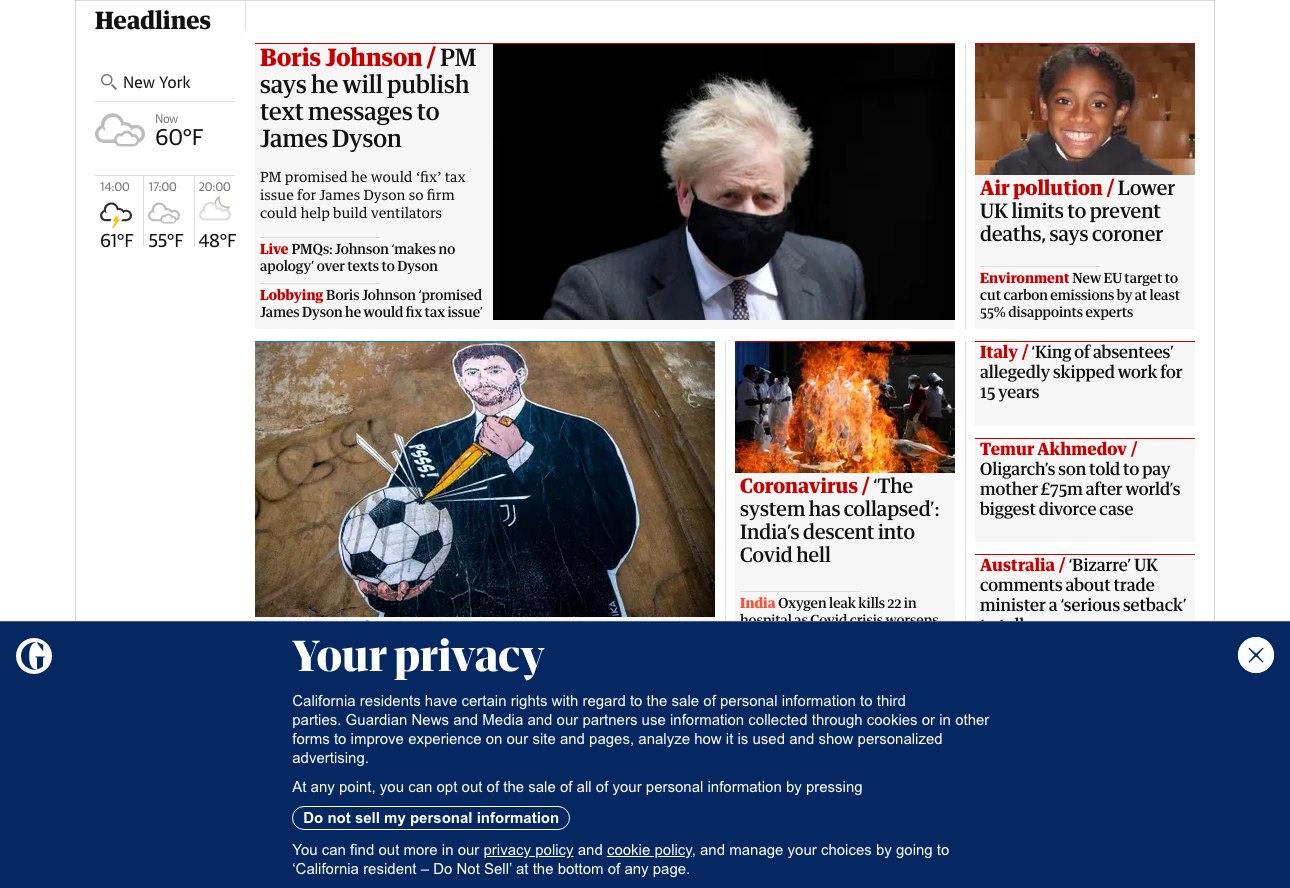 Headlines
New York
Now
60°F
14:00
17:00
20:00
61°F
55°F
48°F
Boris Johnson / PM
says he will publish
text messages to
James Dyson
PM promised he would ‘fix’ tax
issue for James Dyson so firm
could help build ventilators
Live PMQs: Johnson ‘makes no
apology’ over texts to Dyson
Lobbying Boris Johnson ‘promised
James Dyson he would fix tax issue’
Air pollution / Lower
UK limits to prevent
deaths, says coroner
Environment New EU target to
cut carbon emissions by at least
55% disappoints experts
PSSS!
Coronavirus / ‘The
system has collapsed’:
India’s descent into
Covid hell
India Oxygen leak kills 22 in
hospital as Covid crisis worsens
Italy / ‘King of absentees’
allegedly skipped work for
15 years
Temur Akhmedov /
Oligarch’s son told to pay
mother £75m after world’s
biggest divorce case
Australia / ‘Bizarre’ UK
comments about trade
minister a ‘serious setback’
Your privacy
California residents have certain rights with regard to the sale of personal information to third
parties. Guardian News and Media and our partners use information collected through cookies or in other
forms to improve experience on our site and pages, analyze how it is used and show personalized
advertising.
At any point, you can opt out of the sale of all of your personal information by pressing
Do not sell my personal information
You can find out more in our privacy policy and cookie policy, and manage your choices by going to
‘California resident – Do Not Sell’ at the bottom of any page.